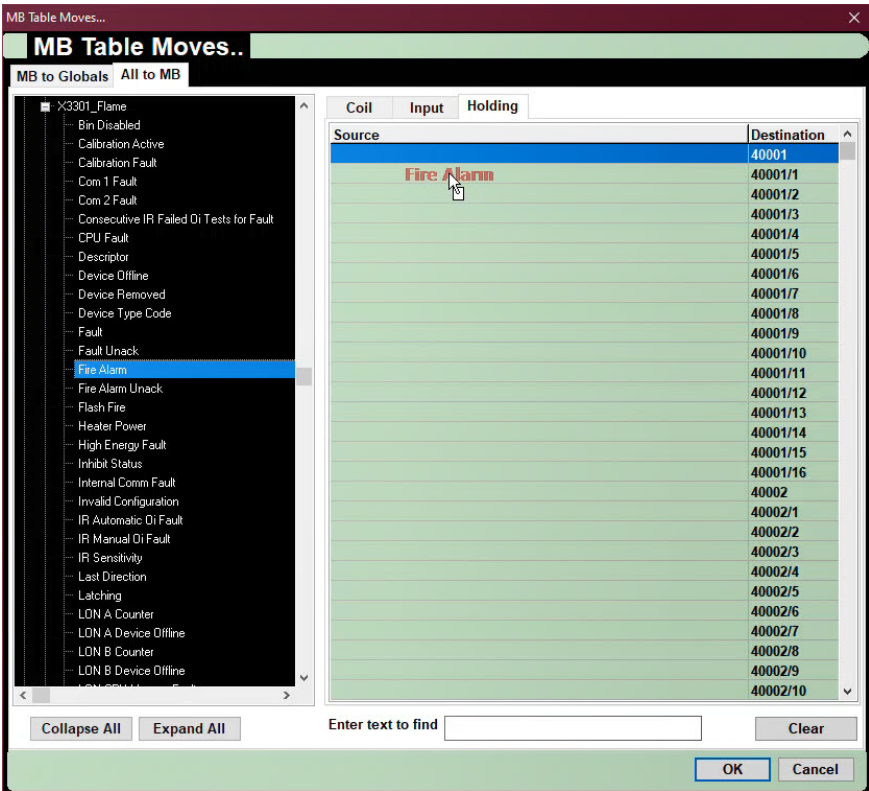 MB Table Moves...
MB Table Moves..
MB to Globals
All to MB
X3301_Flame
Bin Disabled
Calibration Active
Calibration Fault
Com 1 Fault
Com 2 Fault
Consecutive IR Failed Oi Tests for Fault
CPU Fault
Descriptor
Device Offline
Device Removed
Device Type Code
Fault
Fault Unack
Fire Alarm
Fire Alarm Unack
Flash Fire
Heater Power
High Energy Fault
Inhibit Status
Internal Comm Fault
Invalid Configuration
IR Automatic Oi Fault
IR Manual Oi Fault
IR Sensitivity
Last Direction
Latching
LON A Counter
LON A Device Offline
LON B Counter
LON B Device Offline
Coil
Input
Holding
Source
Destination
40001
Fire Alarm
40001/1
40001/2
40001/3
40001/4
40001/5
40001/6
40001/7
40001/8
40001/9
40001/10
40001/11
40001/12
40001/13
40001/14
40001/15
40001/16
40002
40002/1
40002/2
40002/3
40002/4
40002/5
40002/6
40002/7
40002/8
40002/9
40002/10
Collapse All
Expand All
Enter text to find
Clear
OK
Cancel